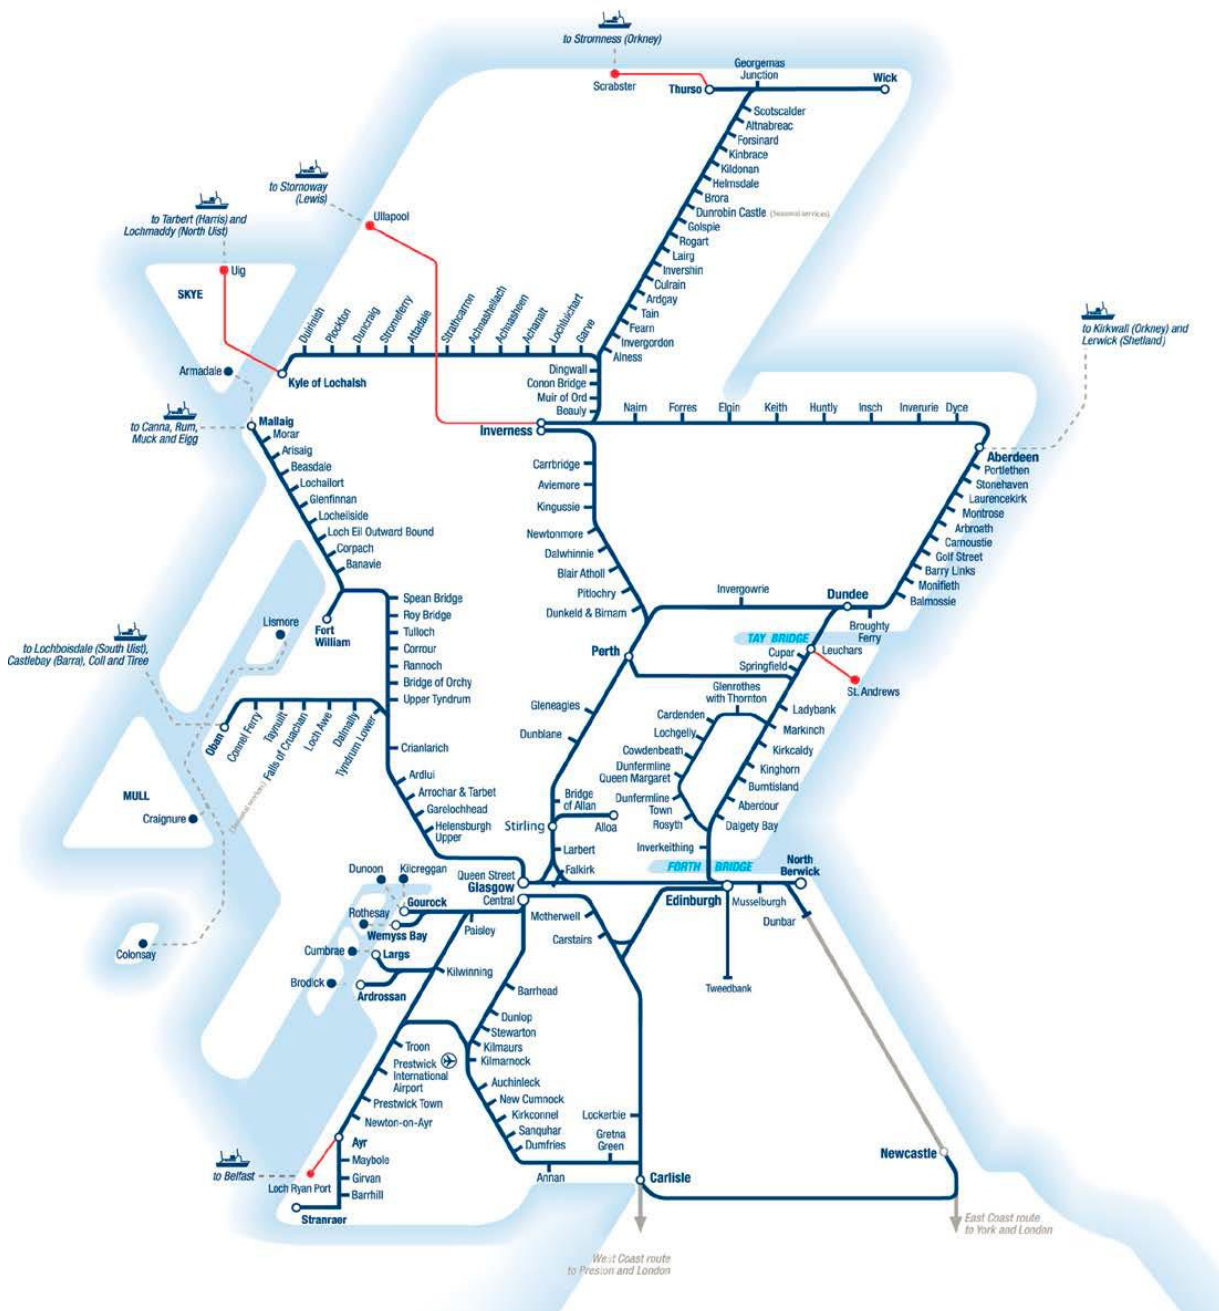 to Stromness (Orkney)
Scrabster
Thurso
Georgemas
Junction
Wick
Scotscalder
Altnabreac
Forsinard
Kinbrace
Kildonan
Helmsdale
Brora
Dunrobin Castle (Seasonal services)
Golspie
Rogart
Lairg
Invershin
Culrain
Ardgay
Tain
Fearn
Invergordon
Alness
to Stornoway
(Lewis)
Ullapool
to Tarbert (Harris) and
Lochmaddy (North Uist)
Uig
SKYE
Armadale
Duirinish
Plockton
Duncraig
Stromeferry
Attadale
Strathcarron
Achnashellach
Achnasheen
Achanalt
Lochluichart
Garve
Kyle of Lochalsh
Dingwall
Conon Bridge
Muir of Ord
Beauly
Inverness
Nairn
Forres
Elgin
Keith
Huntly
Insch
Inverurie
Dyce
to Kirkwall (Orkney) and
Lerwick (Shetland)
Aberdeen
Portlethen
Stonehaven
Laurencekirk
Montrose
Arbroath
Carnoustie
Golf Street
Barry Links
Monifieth
Balmossie
to Canna, Rum,
Muck and Eigg
Mallaig
Morar
Arisaig
Beasdale
Lochailort
Glenfinnan
Locheilside
Loch Eil Outward Bound
Corpach
Banavie
Fort
William
Spean Bridge
Roy Bridge
Tulloch
Corrour
Rannoch
Bridge of Orchy
Upper Tyndrum
Carrbridge
Aviemore
Kingussie
Newtonmore
Dalwhinnie
Blair Atholl
Pitlochry
Dunkeld & Birnam
Invergowrie
Dundee
Broughty
Ferry
TAY BRIDGE
Leuchars
St. Andrews
Cupar
Springfield
Perth
Lismore
to Lochboisdale (South Uist),
Castlebay (Barra), Coll and Tiree
Oban
Connel Ferry
Taynuilt
Falls of Cruachan
(Seasonal services)
Loch Awe
Dalmally
Tyndrum Lower
Crianlarich
Ardlui
Arrochar & Tarbet
Garelochhead
Helensburgh
Upper
Gleneagles
Dunblane
Glenrothes
with Thornton
Ladybank
Markinch
Kirkcaldy
Kinghorn
Burntisland
Aberdour
Dalgety Bay
Cardenden
Lochgelly
Cowdenbeath
Dunfermline
Queen Margaret
Dunfermline
Town
Rosyth
Inverkeithing
FORTH BRIDGE
MULL
Craignure
Bridge
of Allan
Stirling
Alloa
Larbert
Falkirk
Queen Street
Glasgow
Central
Edinburgh
North
Berwick
Musselburgh
Dunbar
Tweedbank
Dunoon
Kilcreggan
Gourock
Rothesay
Wemyss Bay
Paisley
Cumbrae
Largs
Brodick
Ardrossan
Kilwinning
Colonsay
Motherwell
Carstairs
Barrhead
Dunlop
Stewarton
Kilmaurs
Kilmarnock
Troon
Prestwick
International
Airport
Prestwick Town
Newton-on-Ayr
Auchinleck
New Cumnock
Kirkconnel
Sanquhar
Dumfries
Lockerbie
Gretna
Green
Annan
Carlisle
Newcastle
Ayr
Maybole
Girvan
Barrhill
to Belfast
Loch Ryan Port
Stranraer
West Coast route
to Preston and London
East Coast route
to York and London